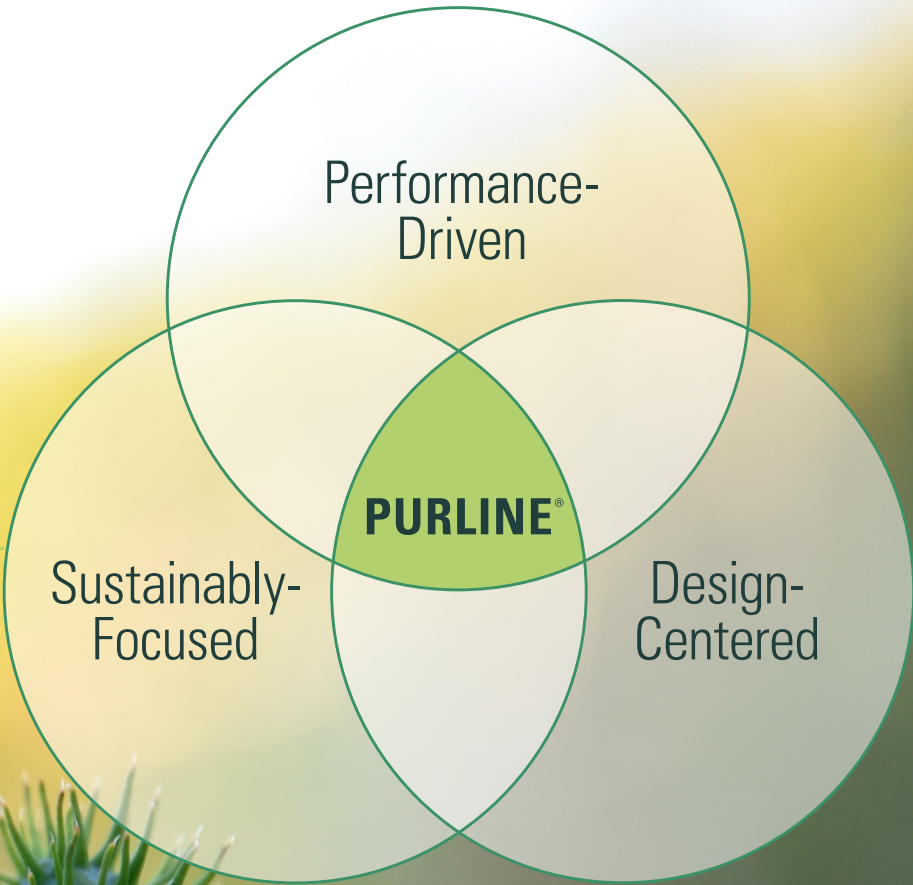 Performance-
Driven
PURLINE®
Sustainably-
Focused
Design-
Centered